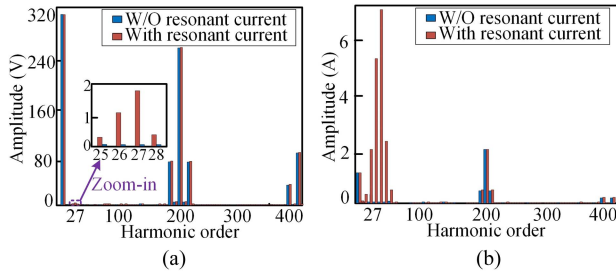 W/O resonant current
With resonant current
Amplitude (V)
320
240
160
80
0
2
1
0
25 26 27 28
Zoom-in
27 100 200 300 400
Harmonic order
(a)
W/O resonant current
With resonant current
Amplitude (A)
6
4
2
0
27 100 200 300 400
Harmonic order
(b)